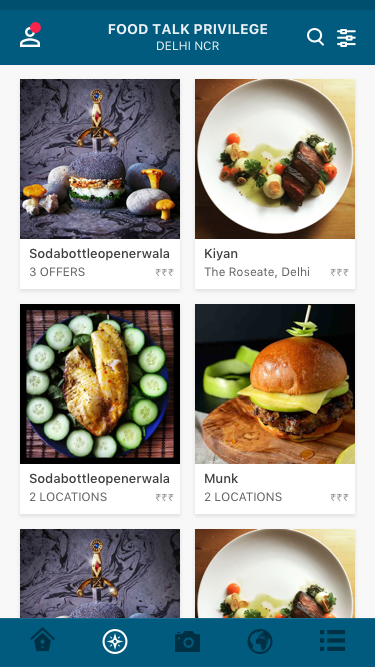 FOOD TALK PRIVILEGE
DELHI NCR
Sodabottleopenerwala
3 OFFERS ₹₹₹
Kiyan
The Roseate, Delhi ₹₹₹
Sodabottleopenerwala
2 LOCATIONS ₹₹₹
Munk
2 LOCATIONS ₹₹₹